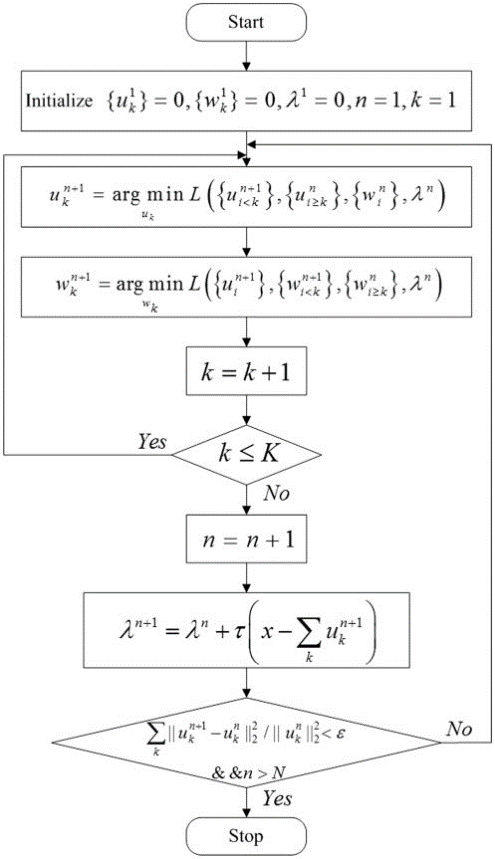 Start
Initialize {u_k^1} = 0, {w_k^1} = 0, λ^1 = 0, n = 1, k = 1
u_k^{n+1} = arg min_{u_k} L({u_{i<k}^{n+1}}, {u_{i≥k}^n}, {w_i^n}, λ^n)
w_k^{n+1} = arg min_{w_k} L({u_i^{n+1}}, {w_{i<k}^{n+1}}, {w_{i≥k}^n}, λ^n)
k = k + 1
Yes
k ≤ K
No
n = n + 1
λ^{n+1} = λ^n + τ(x − ∑_k u_k^{n+1})
∑_k || u_k^{n+1} − u_k^n ||_2^2 / || u_k^n ||_2^2 < ε
No
& &n > N
Yes
Stop